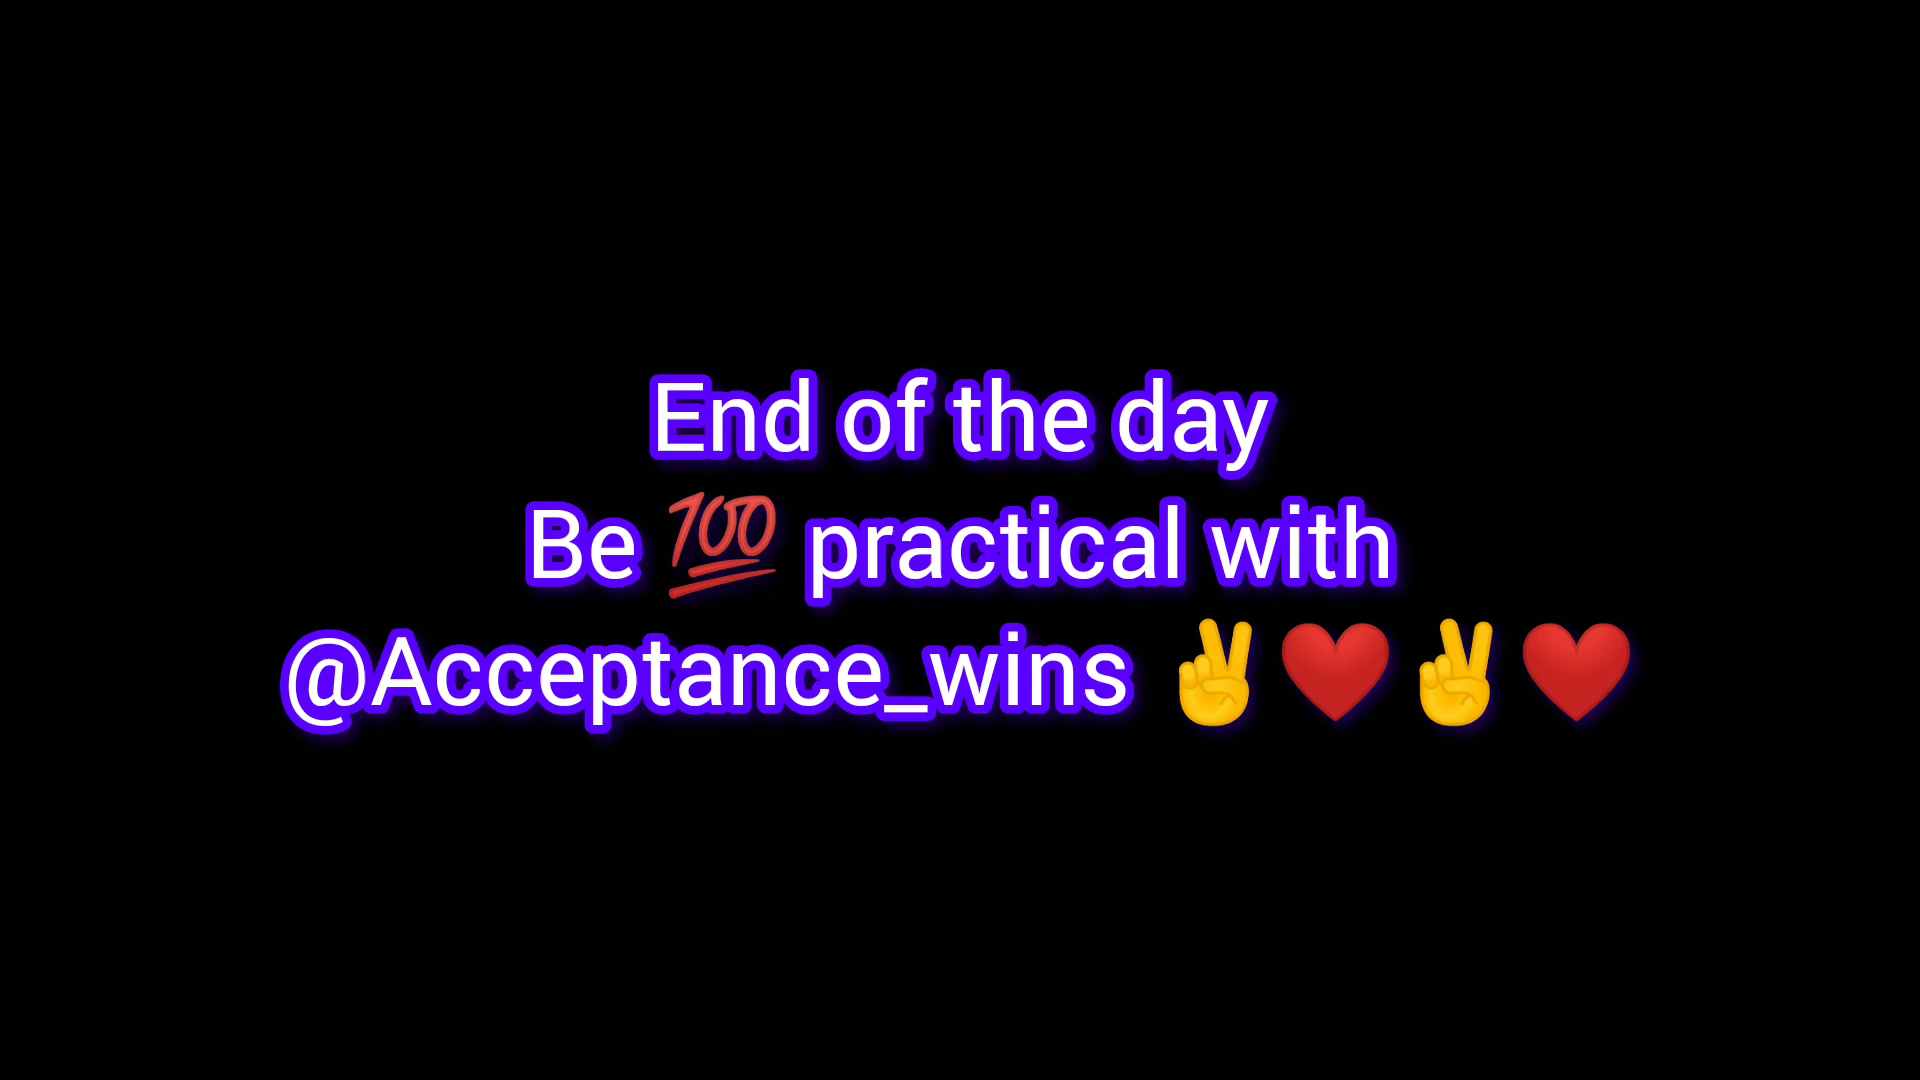 End of the day
Be 💯 practical with
@Acceptance_wins ✌️❤️✌️❤️